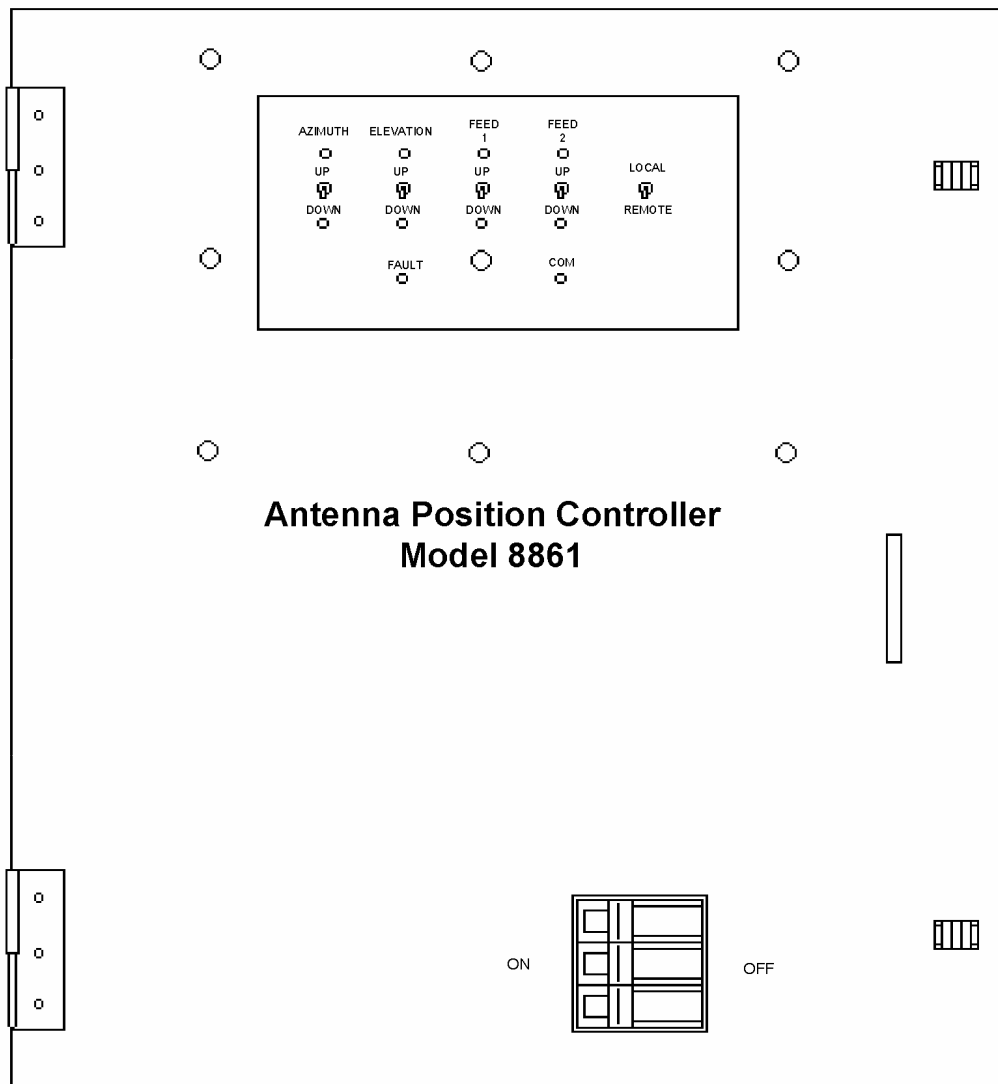 AZIMUTH ELEVATION FEED 1 FEED 2
UP UP UP UP LOCAL
DOWN DOWN DOWN DOWN REMOTE
FAULT COM
Antenna Position Controller
Model 8861
ON OFF